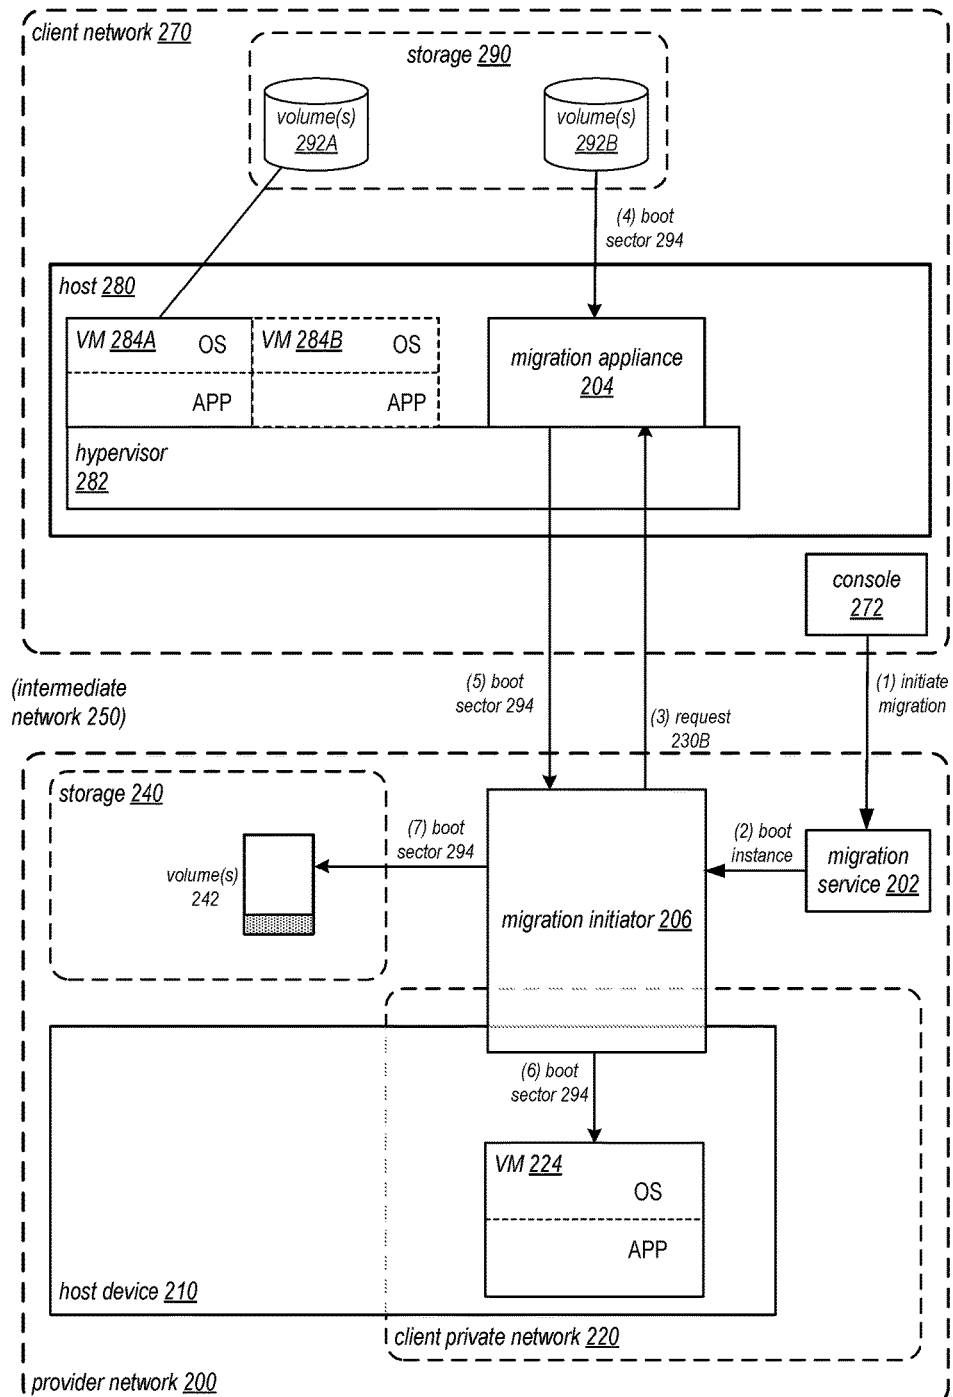 client network 270
storage 290
volume(s)
292A
volume(s)
292B
(4) boot
sector 294
host 280
VM 284A
OS
APP
VM 284B
OS
APP
migration appliance
204
hypervisor
282
console
272
(intermediate
network 250)
(5) boot
sector 294
(3) request
230B
(1) initiate
migration
storage 240
volume(s)
242
(7) boot
sector 294
migration initiator 206
(2) boot
instance
migration
service 202
(6) boot
sector 294
VM 224
OS
APP
host device 210
client private network 220
provider network 200